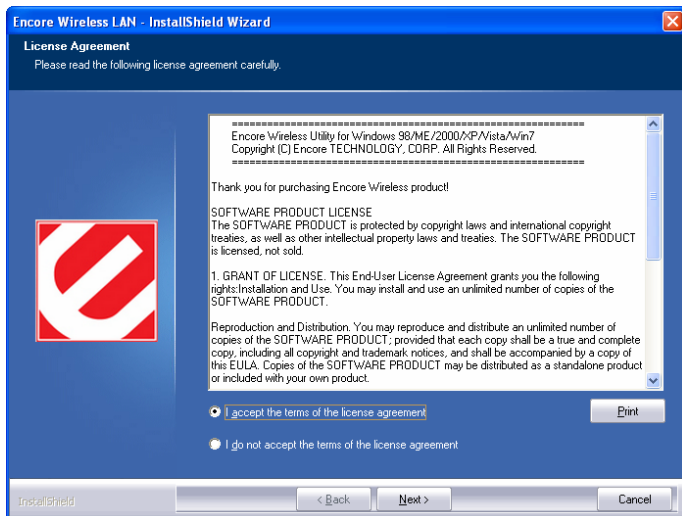 Encore Wireless LAN - InstallShield Wizard
License Agreement
Please read the following license agreement carefully.
============================================================
Encore Wireless Utility for Windows 98/ME/2000/XP/Vista/Win7
Copyright (C) Encore TECHNOLOGY, CORP. All Rights Reserved.
============================================================
Thank you for purchasing Encore Wireless product!
SOFTWARE PRODUCT LICENSE
The SOFTWARE PRODUCT is protected by copyright laws and international copyright
treaties, as well as other intellectual property laws and treaties. The SOFTWARE PRODUCT
is licensed, not sold.
1. GRANT OF LICENSE. This End-User License Agreement grants you the following
rights:Installation and Use. You may install and use an unlimited number of copies of the
SOFTWARE PRODUCT.
Reproduction and Distribution. You may reproduce and distribute an unlimited number of
copies of the SOFTWARE PRODUCT; provided that each copy shall be a true and complete
copy, including all copyright and trademark notices, and shall be accompanied by a copy of
this EULA. Copies of the SOFTWARE PRODUCT may be distributed as a standalone product
or included with your own product.
I accept the terms of the license agreement
Print
I do not accept the terms of the license agreement
InstallShield
< Back
Next >
Cancel